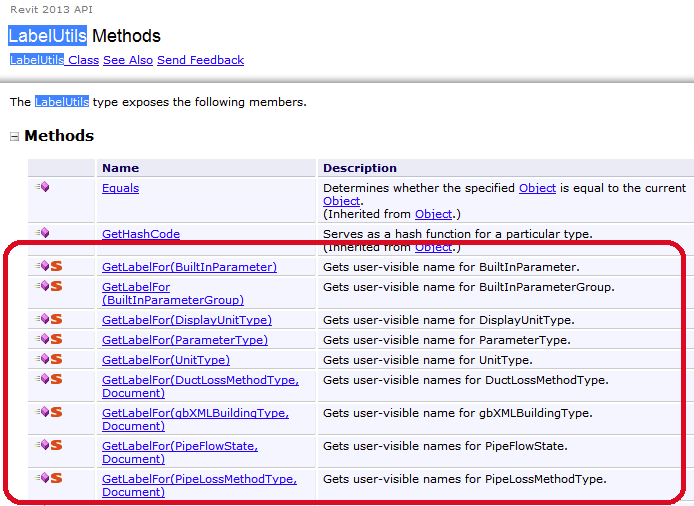 Revit 2013 API
LabelUtils Methods
LabelUtils Class See Also Send Feedback
The LabelUtils type exposes the following members.
Methods
Name Description
Equals Determines whether the specified Object is equal to the current
Object.
(Inherited from Object.)
GetHashCode Serves as a hash function for a particular type.
(Inherited from Object.)
GetLabelFor(BuiltInParameter) Gets user-visible name for BuiltInParameter.
GetLabelFor Gets user-visible name for BuiltInParameterGroup.
(BuiltInParameterGroup)
GetLabelFor(DisplayUnitType) Gets user-visible name for DisplayUnitType.
GetLabelFor(ParameterType) Gets user-visible name for ParameterType.
GetLabelFor(UnitType) Gets user-visible name for UnitType.
GetLabelFor(DuctLossMethodType, Gets user-visible names for DuctLossMethodType.
Document)
GetLabelFor(gbXMLBuildingType, Gets user-visible name for gbXMLBuildingType.
Document)
GetLabelFor(PipeFlowState, Gets user-visible names for PipeFlowState.
Document)
GetLabelFor(PipeLossMethodType, Gets user-visible names for PipeLossMethodType.
Document)